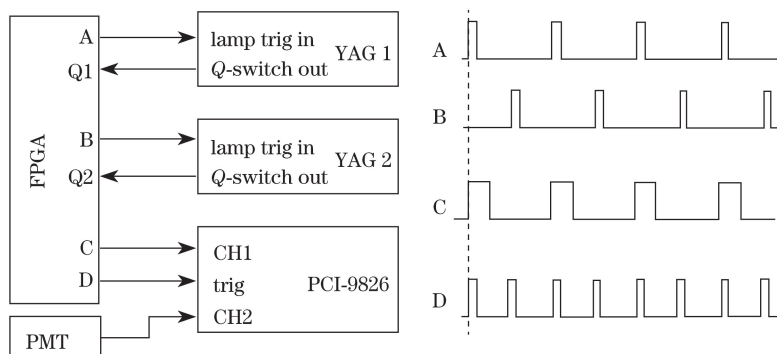 FPGA
A
Q1
B
Q2
C
D
lamp trig in
Q-switch out
YAG 1
lamp trig in
Q-switch out
YAG 2
CH1
trig
CH2
PCI-9826
PMT
A
B
C
D